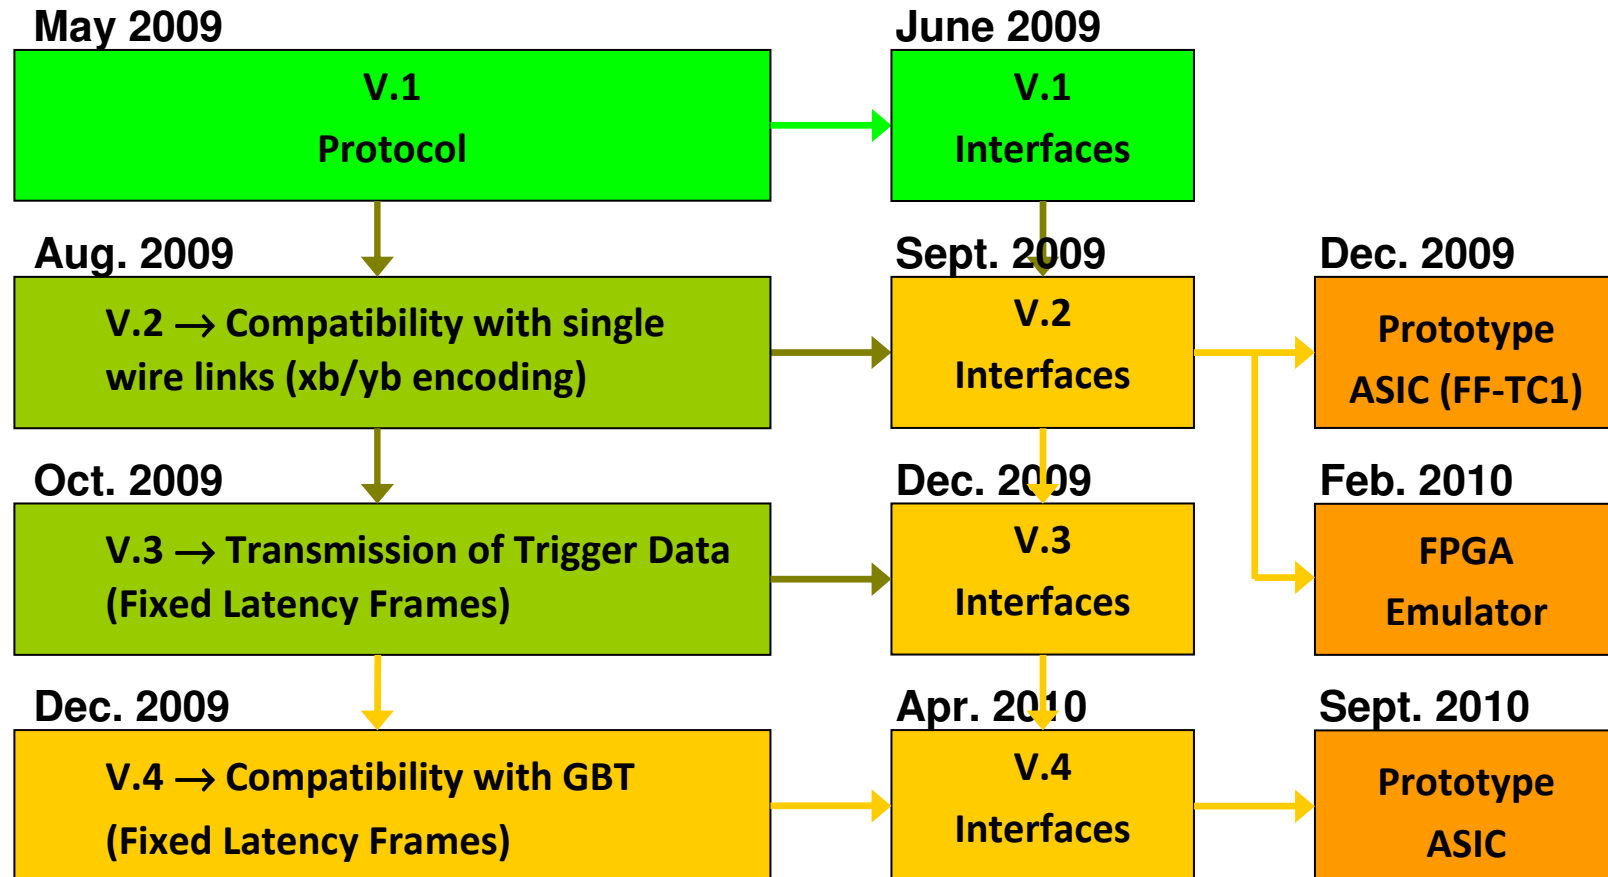 May 2009
June 2009
V.1
Protocol
V.1
Interfaces
Aug. 2009
Sept. 2009
Dec. 2009
V.2 → Compatibility with single
wire links (xb/yb encoding)
V.2
Interfaces
Prototype
ASIC (FF-TC1)
Oct. 2009
Dec. 2009
Feb. 2010
V.3 → Transmission of Trigger Data
(Fixed Latency Frames)
V.3
Interfaces
FPGA
Emulator
Dec. 2009
Apr. 2010
Sept. 2010
V.4 → Compatibility with GBT
(Fixed Latency Frames)
V.4
Interfaces
Prototype
ASIC